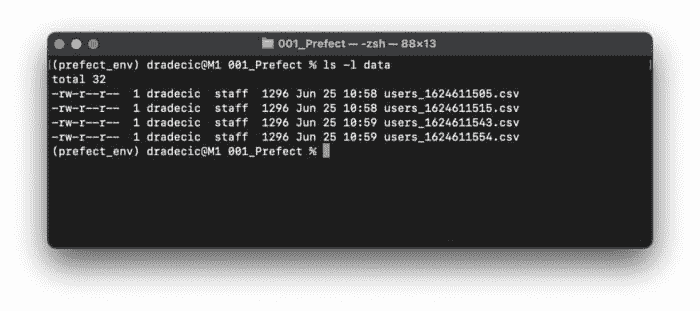 001_Prefect — -zsh — 88×13
(prefect_env) dradecic@M1 001_Prefect % ls -l data
total 32
-rw-r--r--  1 dradecic  staff  1296 Jun 25 10:58 users_1624611505.csv
-rw-r--r--  1 dradecic  staff  1296 Jun 25 10:58 users_1624611515.csv
-rw-r--r--  1 dradecic  staff  1296 Jun 25 10:59 users_1624611543.csv
-rw-r--r--  1 dradecic  staff  1296 Jun 25 10:59 users_1624611554.csv
(prefect_env) dradecic@M1 001_Prefect %